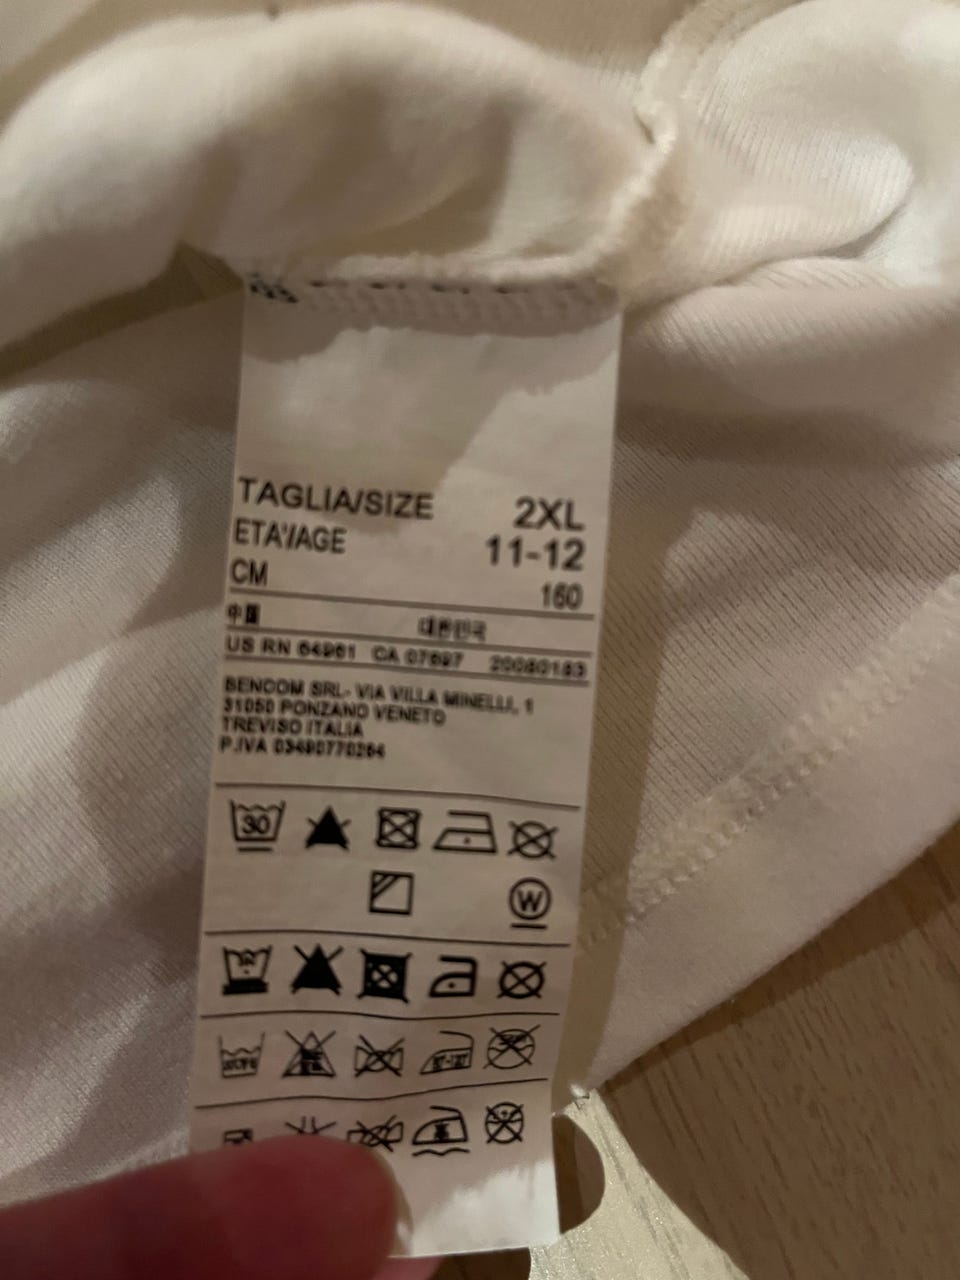 TAGLIA/SIZE 2XL
ETA'/AGE 11-12
CM 160
中国 대한민국
US RN 64961 CA 07697 20080183
BENCOM SRL- VIA VILLA MINELLI, 1
31050 PONZANO VENETO
TREVISO ITALIA
P.IVA 03490770264
30
W